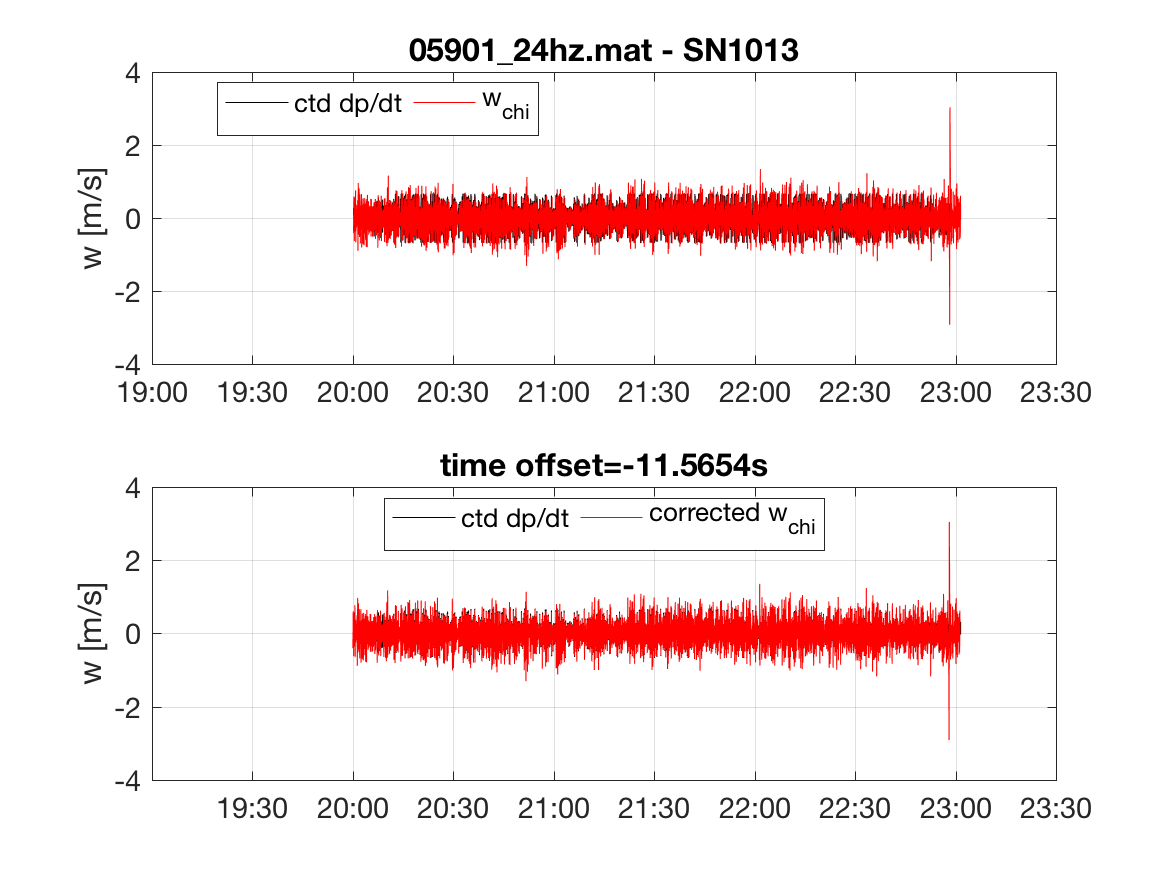 05901_24hz.mat - SN1013
ctd dp/dt w_chi
4
2
0
-2
-4
w [m/s]
19:00 19:30 20:00 20:30 21:00 21:30 22:00 22:30 23:00 23:30
time offset=-11.5654s
ctd dp/dt corrected w_chi
4
2
0
-2
-4
w [m/s]
19:30 20:00 20:30 21:00 21:30 22:00 22:30 23:00 23:30